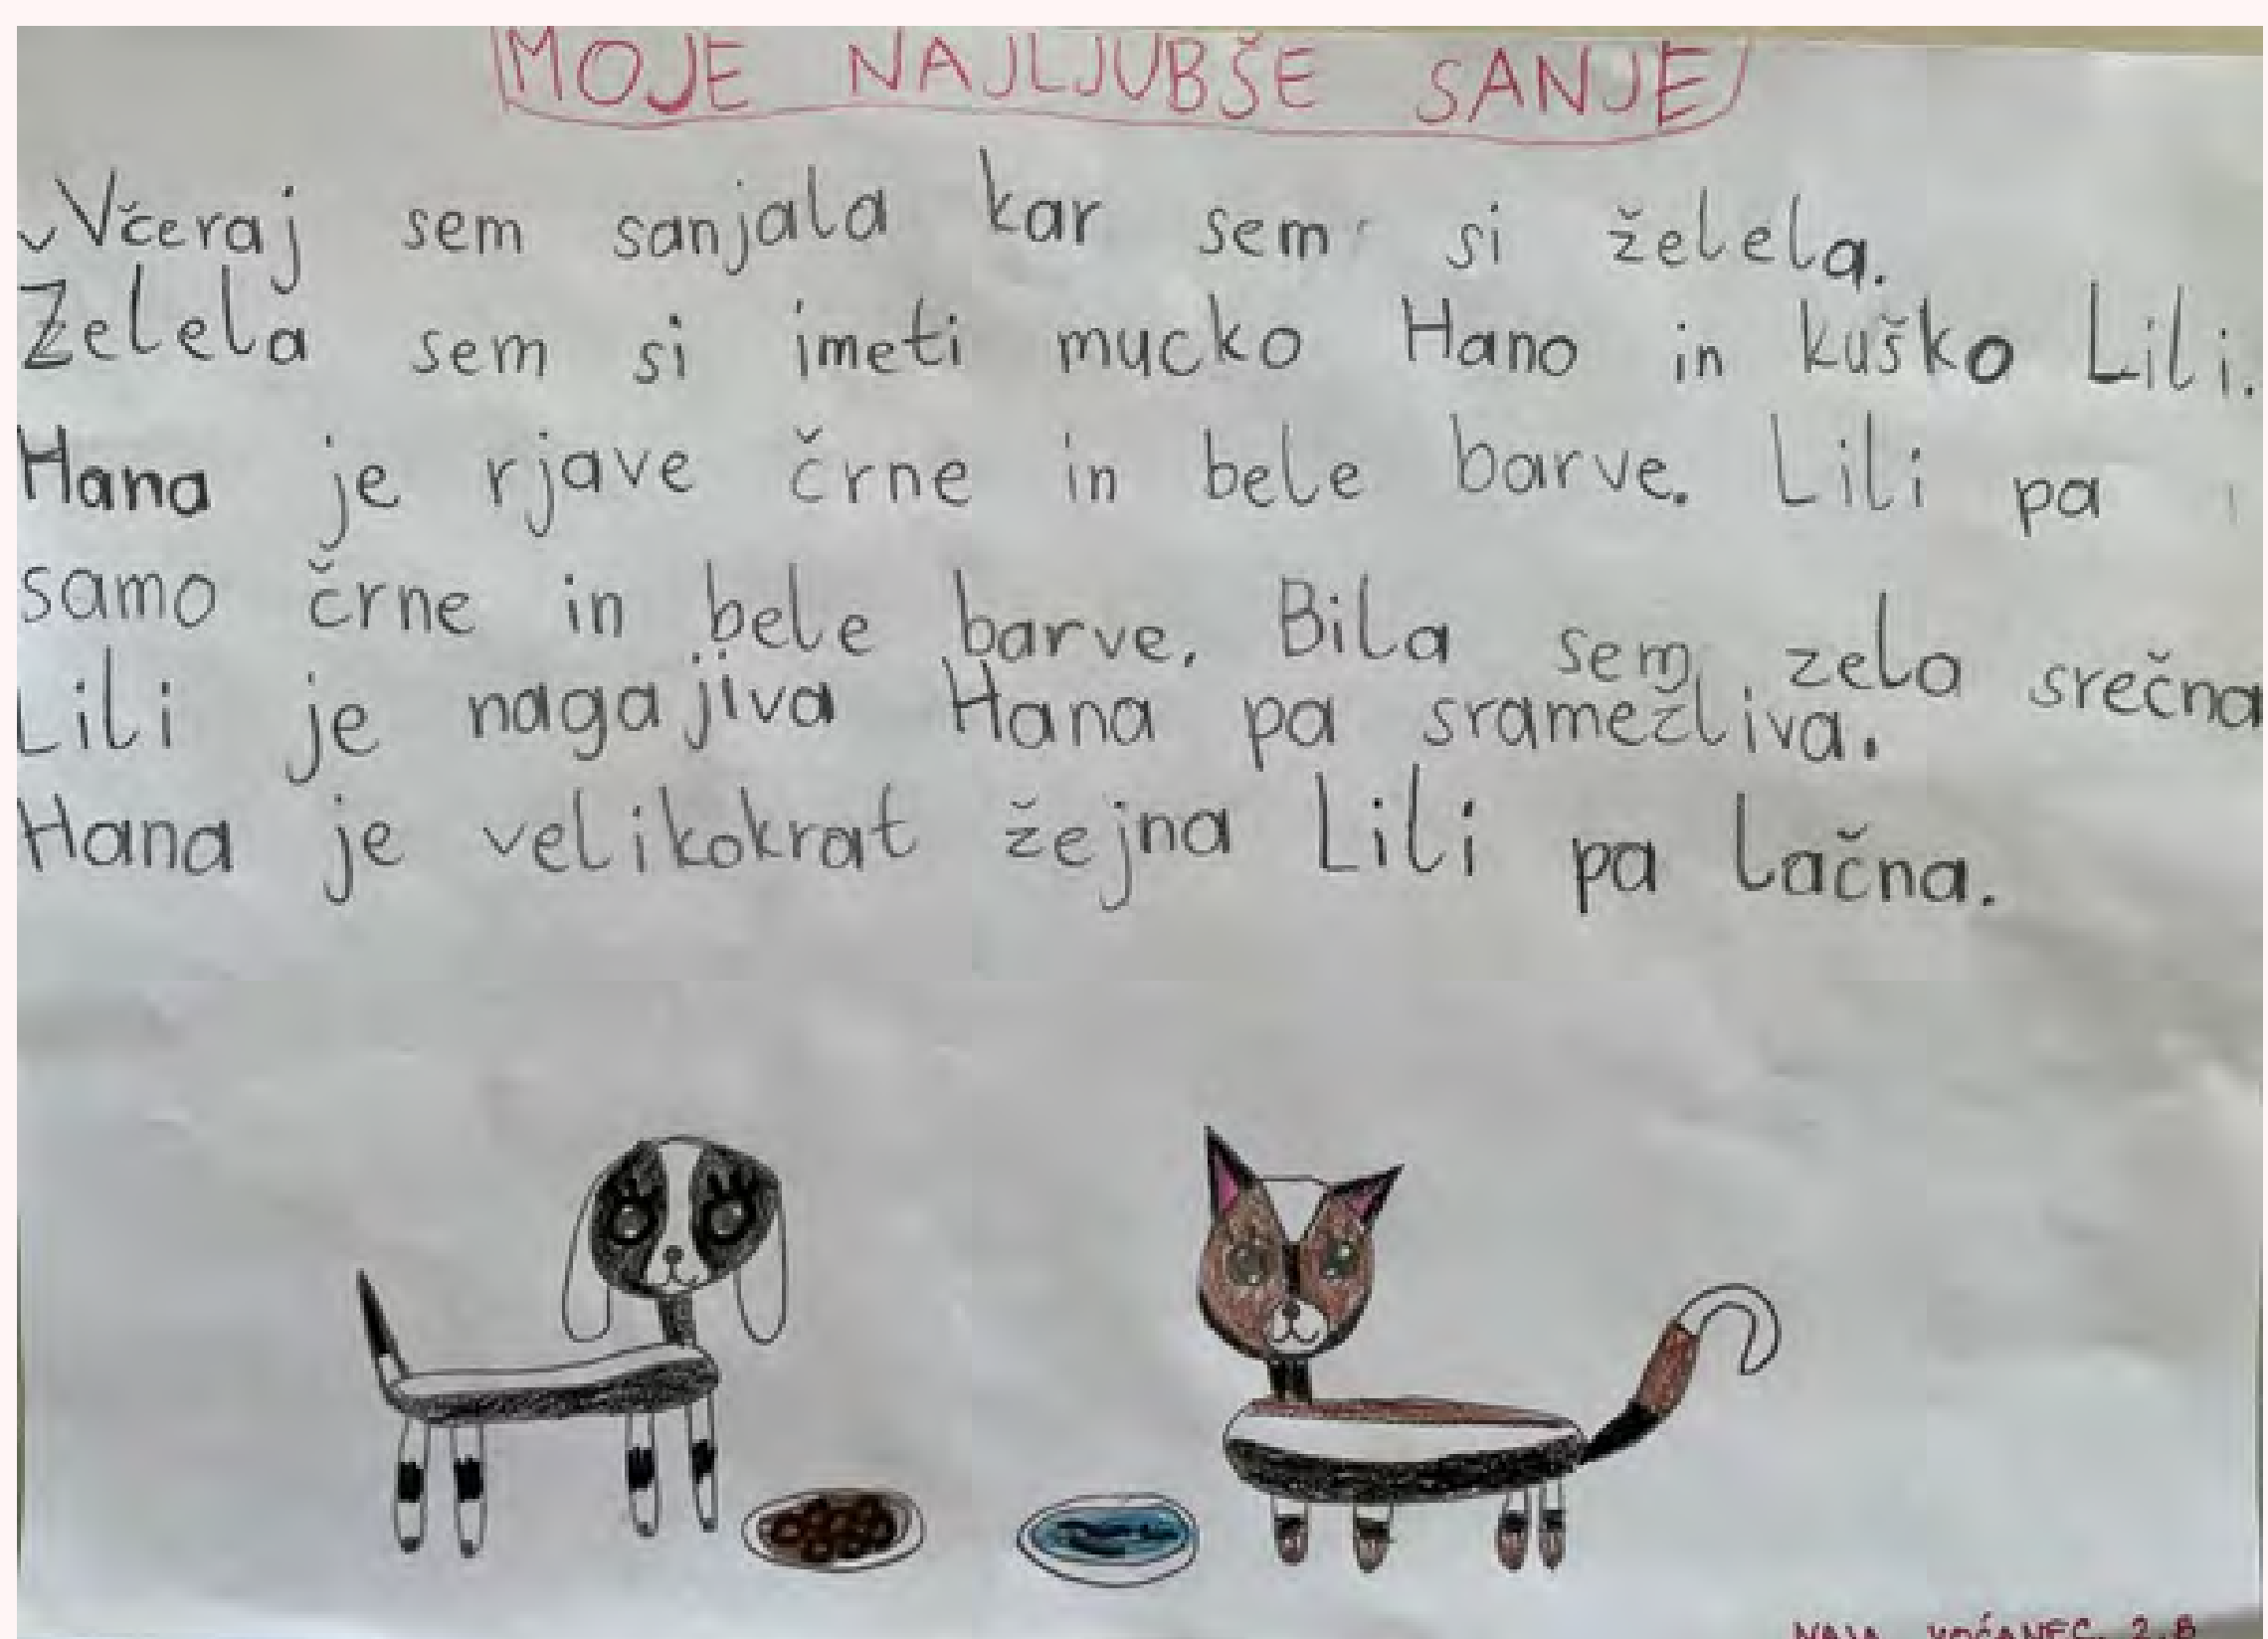 MOJE NAJLJUBŠE SANJE
Včeraj sem sanjala kar sem si želela.
Želela sem si imeti mucko Hano in kuško Lili.
Hana je rjave črne in bele barve. Lili pa
samo črne in bele barve. Bila sem zelo srečna
Lili je nagajiva Hana pa sramežliva.
Hana je velikokrat žejna Lili pa lačna.
2.B